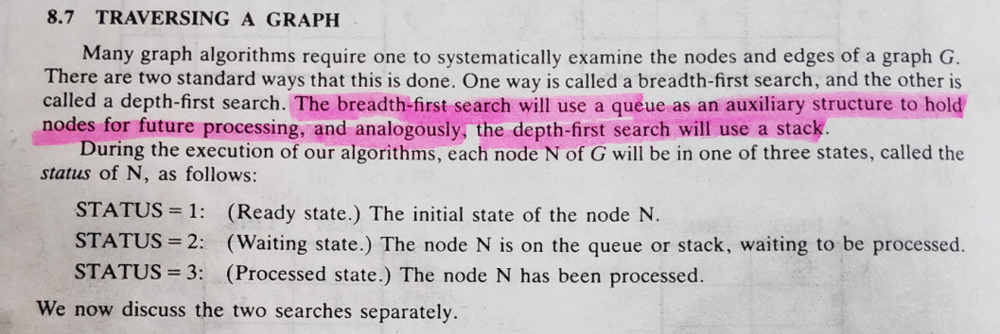 8.7 TRAVERSING A GRAPH
Many graph algorithms require one to systematically examine the nodes and edges of a graph G.
There are two standard ways that this is done. One way is called a breadth-first search, and the other is
called a depth-first search. The breadth-first search will use a queue as an auxiliary structure to hold
nodes for future processing, and analogously, the depth-first search will use a stack.
During the execution of our algorithms, each node N of G will be in one of three states, called the
status of N, as follows:
STATUS = 1: (Ready state.) The initial state of the node N.
STATUS = 2: (Waiting state.) The node N is on the queue or stack, waiting to be processed.
STATUS = 3: (Processed state.) The node N has been processed.
We now discuss the two searches separately.